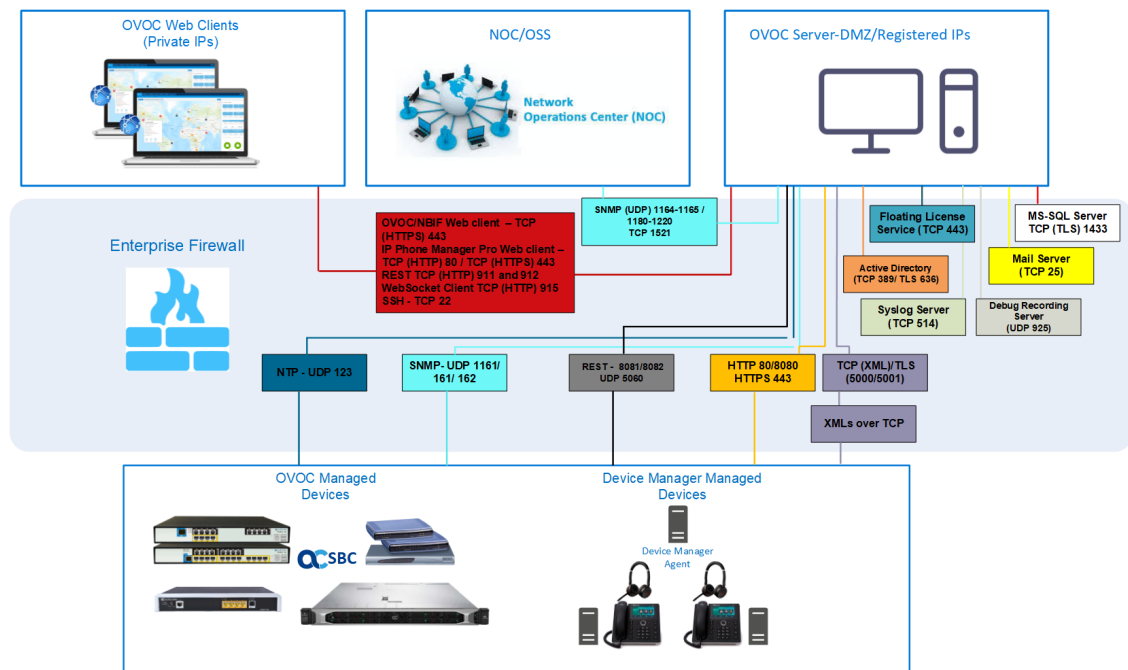 OVOC Web Clients
(Private IPs)
NOC/OSS
OVOC Server-DMZ/Registered IPs
Network
Operations Center (NOC)
Enterprise Firewall
OVOC/NBIF Web client – TCP
(HTTPS) 443
IP Phone Manager Pro Web client –
TCP (HTTP) 80 / TCP (HTTPS) 443
REST TCP (HTTP) 911 and 912
WebSocket Client TCP (HTTP) 915
SSH - TCP 22
SNMP (UDP) 1164-1165 /
1180-1220
TCP 1521
Floating License
Service (TCP 443)
MS-SQL Server
TCP (TLS) 1433
Active Directory
(TCP 389/ TLS 636)
Mail Server
(TCP 25)
Syslog Server
(TCP 514)
Debug Recording
Server
(UDP 925)
NTP - UDP 123
SNMP- UDP 1161/
161/ 162
REST - 8081/8082
UDP 5060
HTTP 80/8080
HTTPS 443
TCP (XML)/TLS
(5000/5001)
XMLs over TCP
OVOC Managed
Devices
Device Manager Managed
Devices
OCSBC
Device Manager
Agent